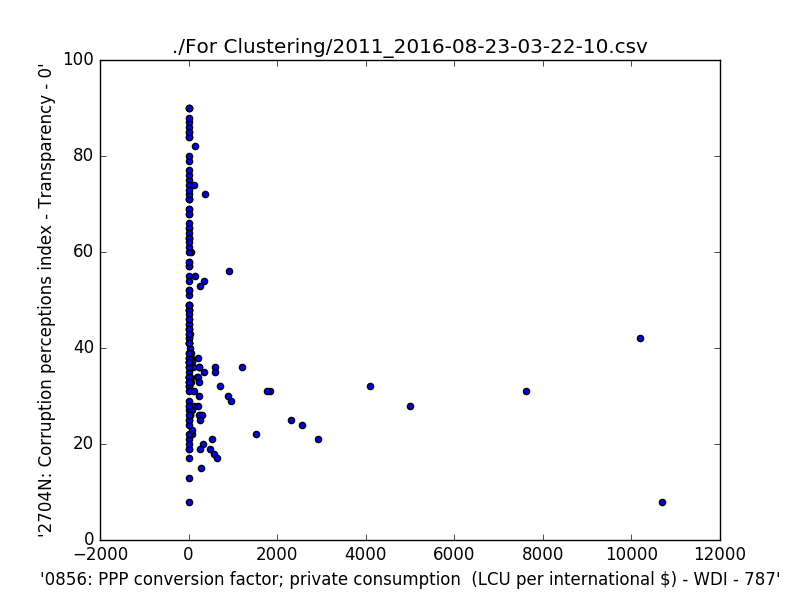 ./For Clustering/2011_2016-08-23-03-22-10.csv
100
80
60
40
20
0
'2704N: Corruption perceptions index - Transparency - 0'
−2000 0 2000 4000 6000 8000 10000 12000
'0856: PPP conversion factor; private consumption  (LCU per international $) - WDI - 787'